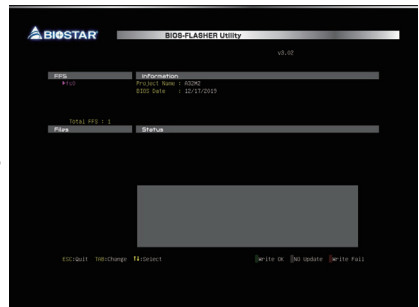 BIOSTAR
BIOS-FLASHER Utility
v3.02
FFS
Information
fs0
Project Name : A32M2
BIOS Date : 12/17/2019
Total FFS : 1
Files
Status
ESC:Quit TAB:Change ↑↓:Select
Write OK NO Update Write Fail